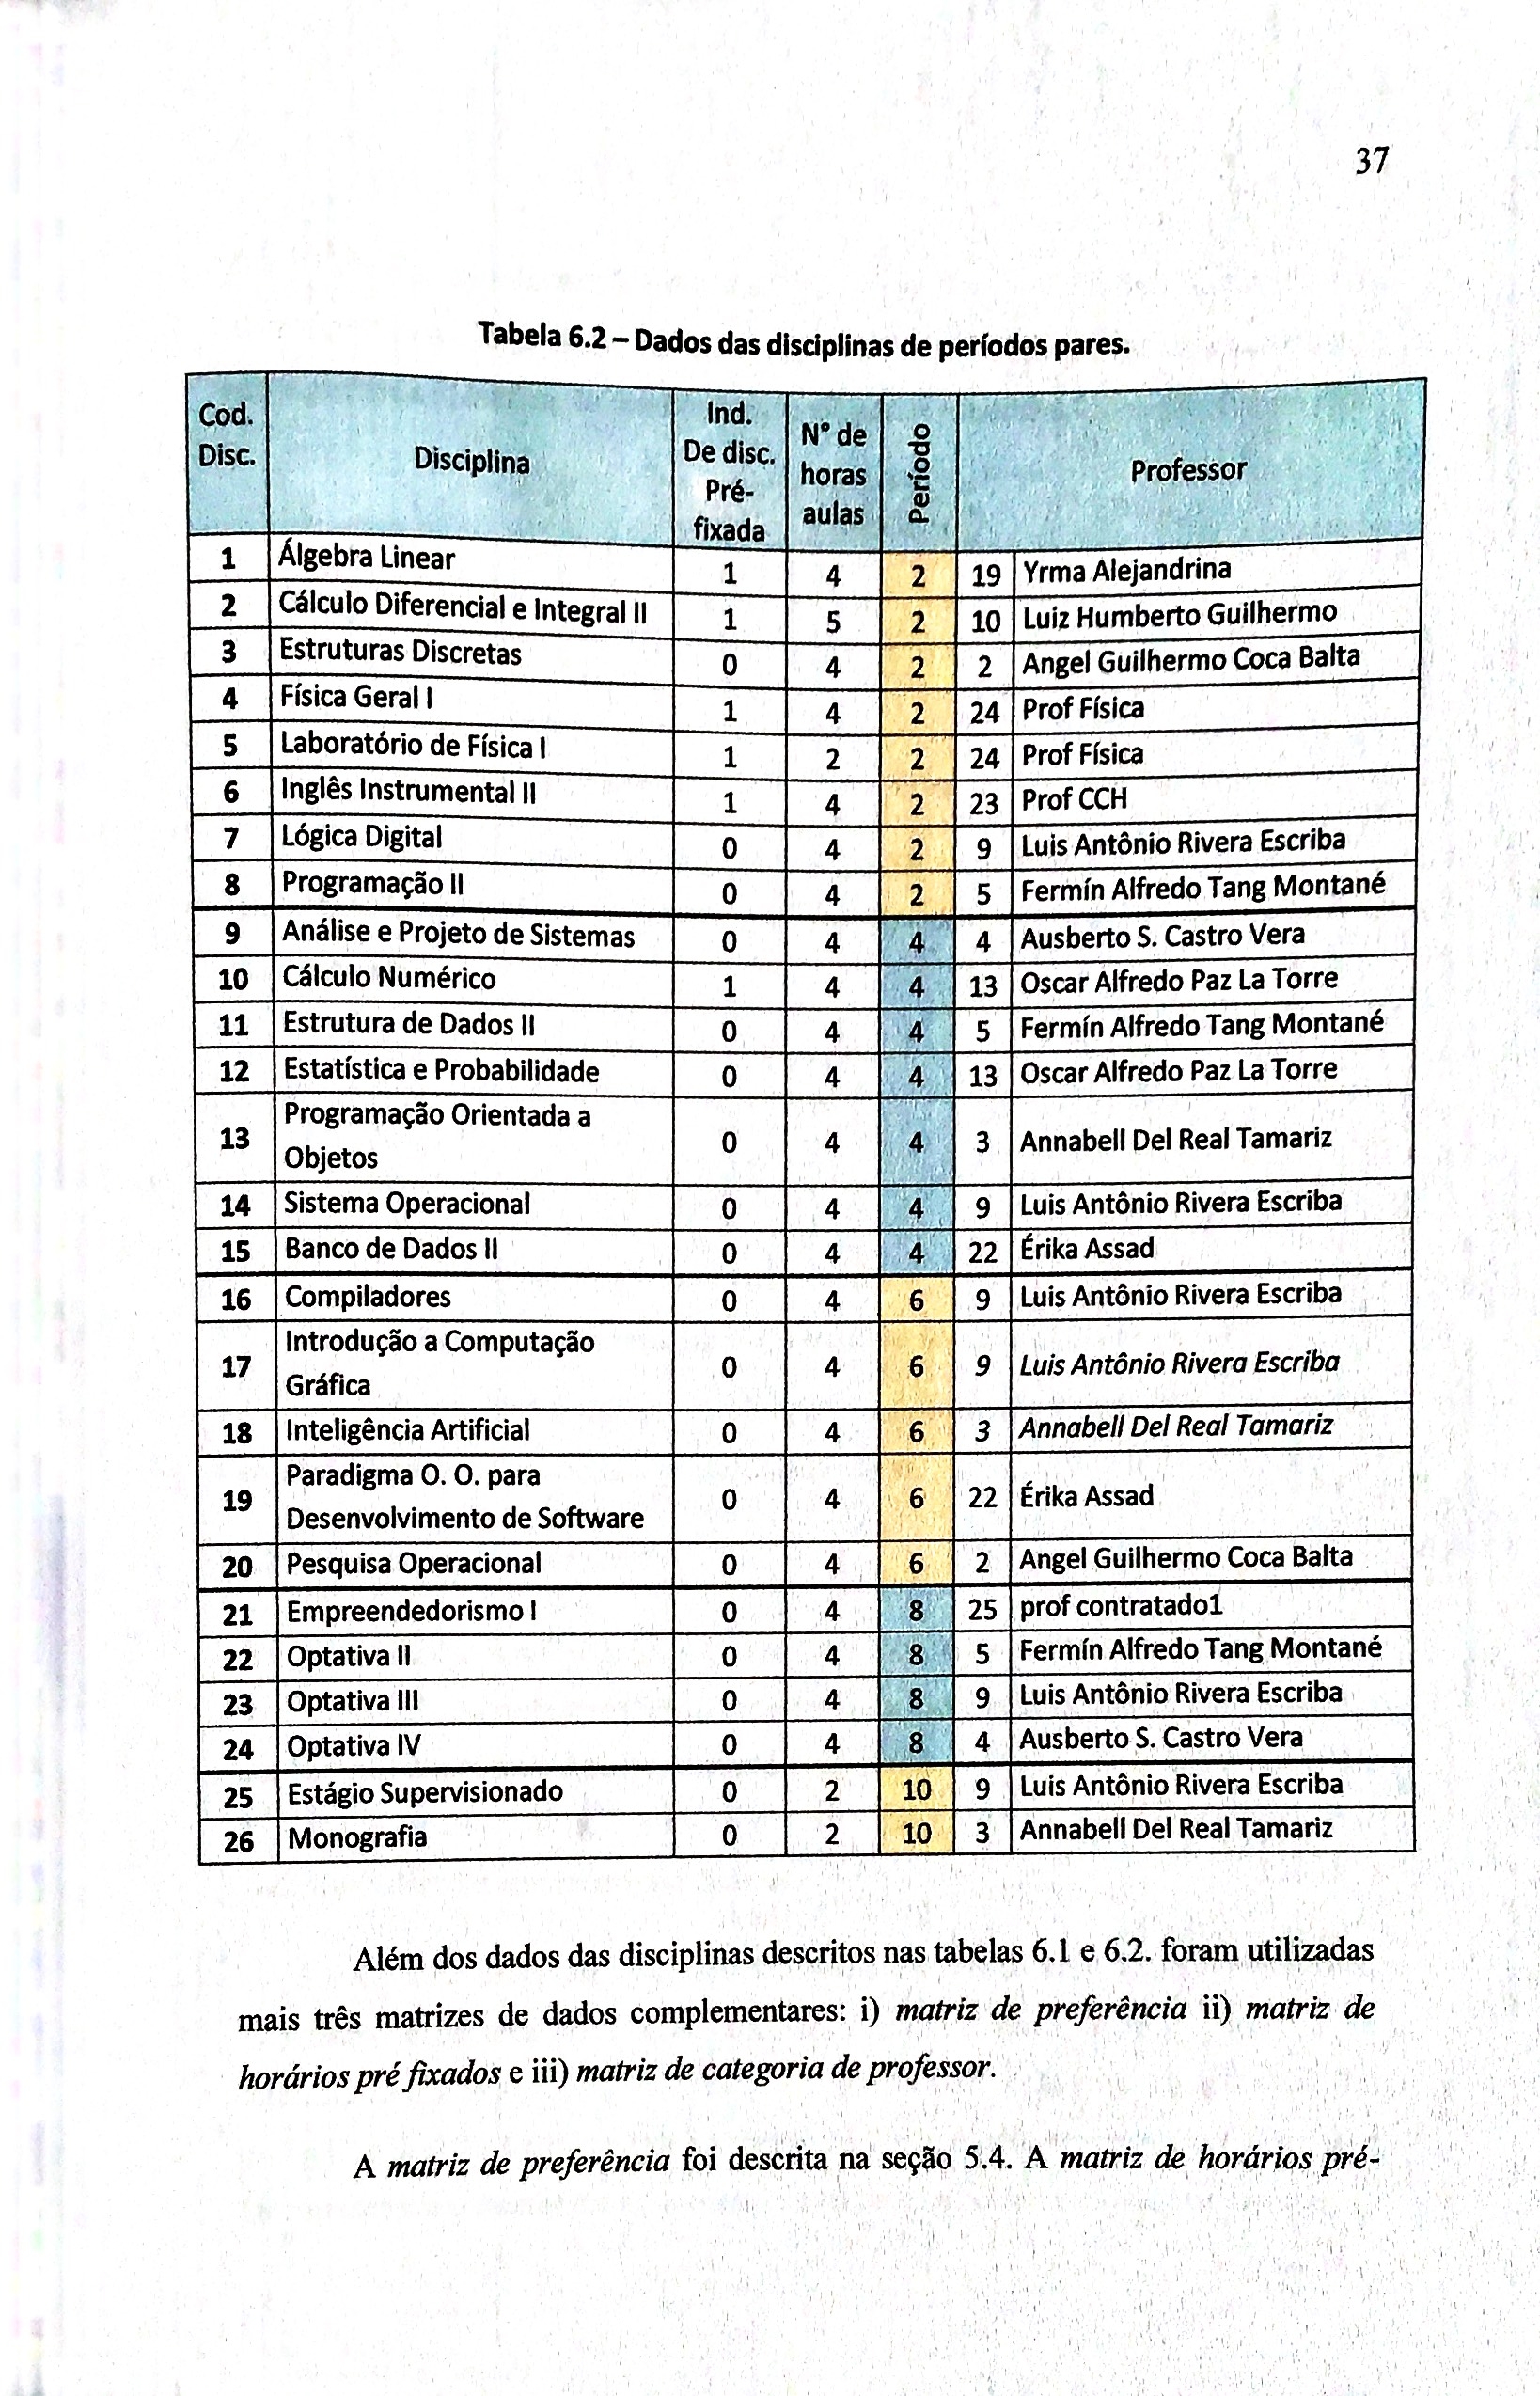 37
Tabela 6.2 – Dados das disciplinas de períodos pares.
Cod. Disc. Disciplina Ind. De disc. Pré-fixada N° de horas aulas Período Professor
1 Álgebra Linear 1 4 2 19 Yrma Alejandrina
2 Cálculo Diferencial e Integral II 1 5 2 10 Luiz Humberto Guilhermo
3 Estruturas Discretas 0 4 2 2 Angel Guilhermo Coca Balta
4 Física Geral I 1 4 2 24 Prof Física
5 Laboratório de Física I 1 2 2 24 Prof Física
6 Inglês Instrumental II 1 4 2 23 Prof CCH
7 Lógica Digital 0 4 2 9 Luis Antônio Rivera Escriba
8 Programação II 0 4 2 5 Fermín Alfredo Tang Montané
9 Análise e Projeto de Sistemas 0 4 4 4 Ausberto S. Castro Vera
10 Cálculo Numérico 1 4 4 13 Oscar Alfredo Paz La Torre
11 Estrutura de Dados II 0 4 4 5 Fermín Alfredo Tang Montané
12 Estatística e Probabilidade 0 4 4 13 Oscar Alfredo Paz La Torre
13 Programação Orientada a Objetos 0 4 4 3 Annabell Del Real Tamariz
14 Sistema Operacional 0 4 4 9 Luis Antônio Rivera Escriba
15 Banco de Dados II 0 4 4 22 Érika Assad
16 Compiladores 0 4 6 9 Luis Antônio Rivera Escriba
17 Introdução a Computação Gráfica 0 4 6 9 Luis Antônio Rivera Escriba
18 Inteligência Artificial 0 4 6 3 Annabell Del Real Tamariz
19 Paradigma O. O. para Desenvolvimento de Software 0 4 6 22 Érika Assad
20 Pesquisa Operacional 0 4 6 2 Angel Guilhermo Coca Balta
21 Empreendedorismo I 0 4 8 25 prof contratado1
22 Optativa II 0 4 8 5 Fermín Alfredo Tang Montané
23 Optativa III 0 4 8 9 Luis Antônio Rivera Escriba
24 Optativa IV 0 4 8 4 Ausberto S. Castro Vera
25 Estágio Supervisionado 0 2 10 9 Luis Antônio Rivera Escriba
26 Monografia 0 2 10 3 Annabell Del Real Tamariz
Além dos dados das disciplinas descritos nas tabelas 6.1 e 6.2. foram utilizadas
mais três matrizes de dados complementares: i) matriz de preferência ii) matriz de
horários pré fixados e iii) matriz de categoria de professor.
A matriz de preferência foi descrita na seção 5.4. A matriz de horários pré-